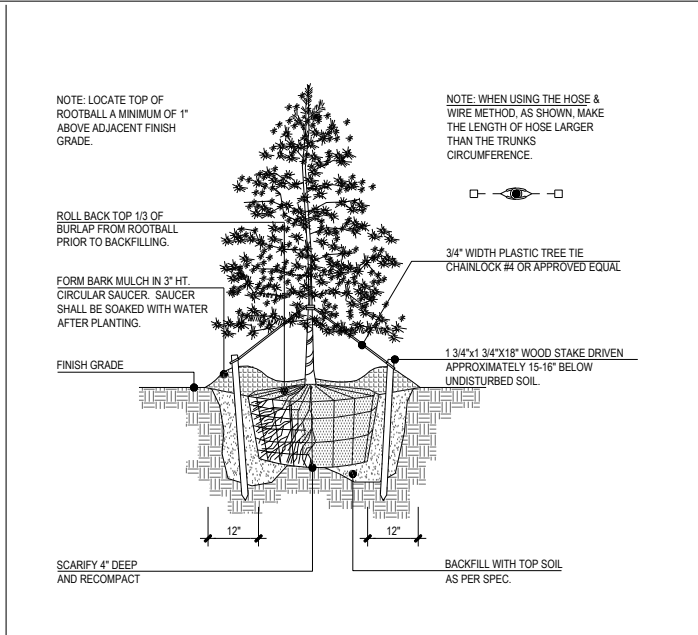 NOTE: LOCATE TOP OF
ROOTBALL A MINIMUM OF 1"
ABOVE ADJACENT FINISH
GRADE.
NOTE: WHEN USING THE HOSE &
WIRE METHOD, AS SHOWN, MAKE
THE LENGTH OF HOSE LARGER
THAN THE TRUNKS
CIRCUMFERENCE.
ROLL BACK TOP 1/3 OF
BURLAP FROM ROOTBALL
PRIOR TO BACKFILLING.
3/4" WIDTH PLASTIC TREE TIE
CHAINLOCK #4 OR APPROVED EQUAL
FORM BARK MULCH IN 3" HT.
CIRCULAR SAUCER. SAUCER
SHALL BE SOAKED WITH WATER
AFTER PLANTING.
1 3/4"x1 3/4"X18" WOOD STAKE DRIVEN
APPROXIMATELY 15-16" BELOW
UNDISTURBED SOIL.
FINISH GRADE
12"
12"
SCARIFY 4" DEEP
AND RECOMPACT
BACKFILL WITH TOP SOIL
AS PER SPEC.